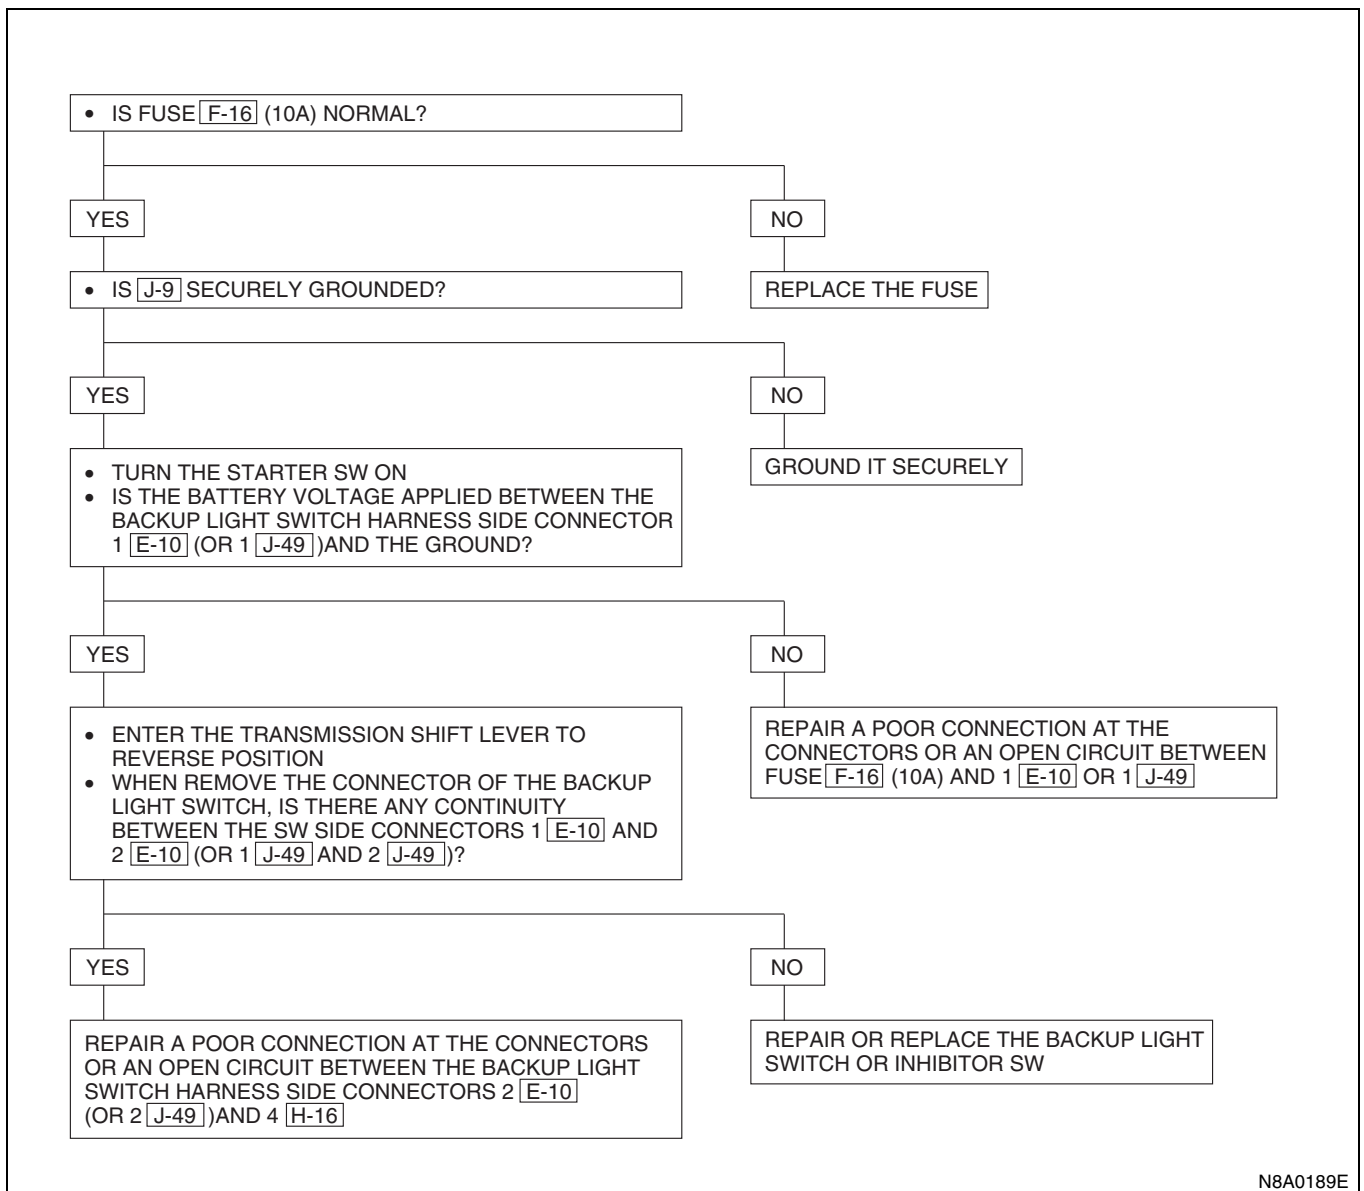 • IS FUSE F-16 (10A) NORMAL?
YES
NO
• IS J-9 SECURELY GROUNDED?
REPLACE THE FUSE
YES
NO
• TURN THE STARTER SW ON
• IS THE BATTERY VOLTAGE APPLIED BETWEEN THE
BACKUP LIGHT SWITCH HARNESS SIDE CONNECTOR
1 E-10 (OR 1 J-49 )AND THE GROUND?
GROUND IT SECURELY
YES
NO
• ENTER THE TRANSMISSION SHIFT LEVER TO
REVERSE POSITION
• WHEN REMOVE THE CONNECTOR OF THE BACKUP
LIGHT SWITCH, IS THERE ANY CONTINUITY
BETWEEN THE SW SIDE CONNECTORS 1 E-10 AND
2 E-10 (OR 1 J-49 AND 2 J-49 )?
REPAIR A POOR CONNECTION AT THE
CONNECTORS OR AN OPEN CIRCUIT BETWEEN
FUSE F-16 (10A) AND 1 E-10 OR 1 J-49
YES
NO
REPAIR A POOR CONNECTION AT THE CONNECTORS
OR AN OPEN CIRCUIT BETWEEN THE BACKUP LIGHT
SWITCH HARNESS SIDE CONNECTORS 2 E-10
(OR 2 J-49 )AND 4 H-16
REPAIR OR REPLACE THE BACKUP LIGHT
SWITCH OR INHIBITOR SW
N8A0189E